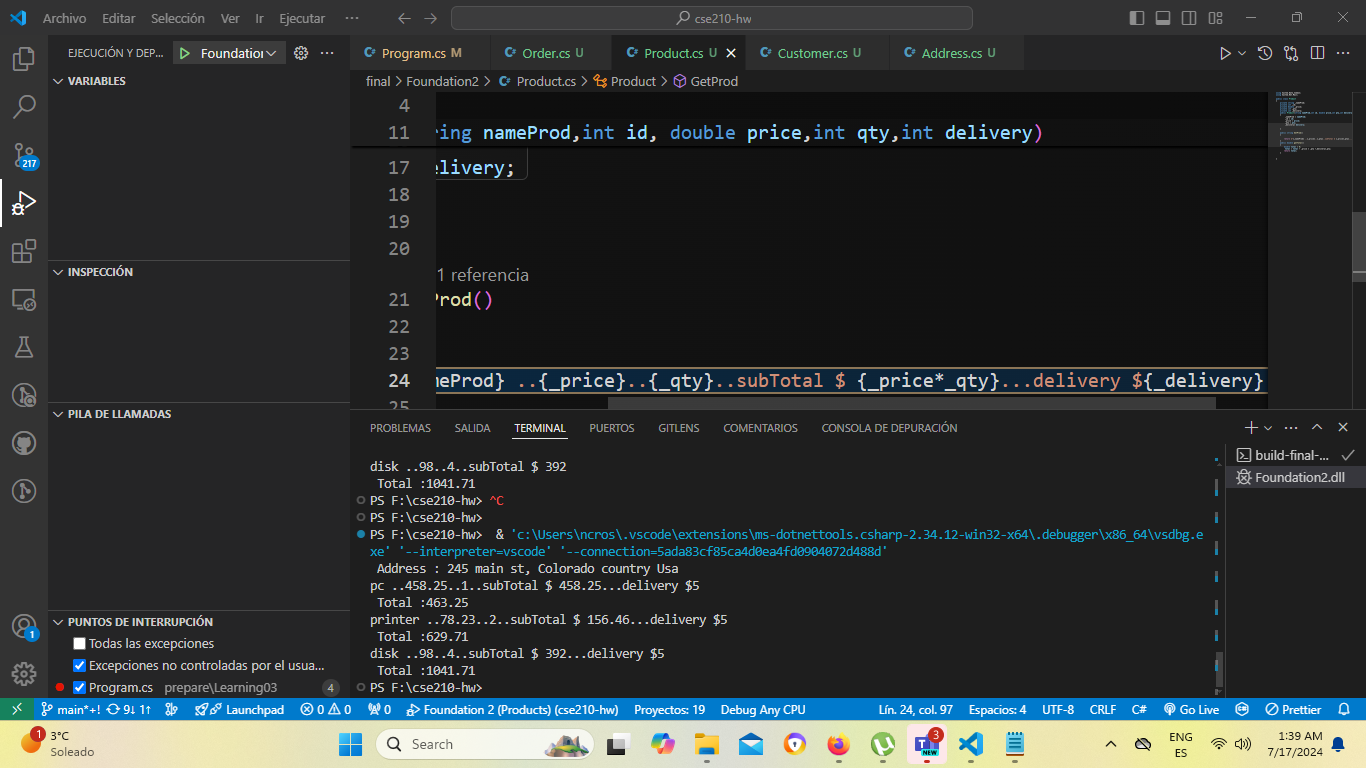 Archivo Editar Selección Ver Ir Ejecutar ··· cse210-hw
EJECUCIÓN Y DEP... Foundation ···
Program.cs M Order.cs U Product.cs U Customer.cs U Address.cs U
final > Foundation2 > Product.cs > Product > GetProd
VARIABLES
INSPECCIÓN
PILA DE LLAMADAS
PUNTOS DE INTERRUPCIÓN
Todas las excepciones
Excepciones no controladas por el usua...
Program.cs prepare\Learning03 4
217
1
4
11 ring nameProd,int id, double price,int qty,int delivery)
17 elivery;
18
19
20
1 referencia
21 Prod()
22
23
24 meProd} ..{_price}..{_qty}..subTotal $ {_price*_qty}...delivery ${_delivery}
25
PROBLEMAS SALIDA TERMINAL PUERTOS GITLENS COMENTARIOS CONSOLA DE DEPURACIÓN
disk ..98..4..subTotal $ 392
Total :1041.71
PS F:\cse210-hw> ^C
PS F:\cse210-hw>
PS F:\cse210-hw> & 'c:\Users\ncros\.vscode\extensions\ms-dotnettools.csharp-2.34.12-win32-x64\.debugger\x86_64\vsdbg.e
xe' '--interpreter=vscode' '--connection=5ada83cf85ca4d0ea4fd0904072d488d'
Address : 245 main st, Colorado country Usa
pc ..458.25..1..subTotal $ 458.25...delivery $5
Total :463.25
printer ..78.23..2..subTotal $ 156.46...delivery $5
Total :629.71
disk ..98..4..subTotal $ 392...delivery $5
Total :1041.71
PS F:\cse210-hw>
build-final-...
Foundation2.dll
main*+! 9↓ 1↑ Launchpad 0 0 0 Foundation 2 (Products) (cse210-hw) Proyectos: 19 Debug Any CPU Lín. 24, col. 97 Espacios: 4 UTF-8 CRLF C# Go Live Prettier
1 3°C
Soleado
Search
NEW 3
ENG
ES
1:39 AM
7/17/2024